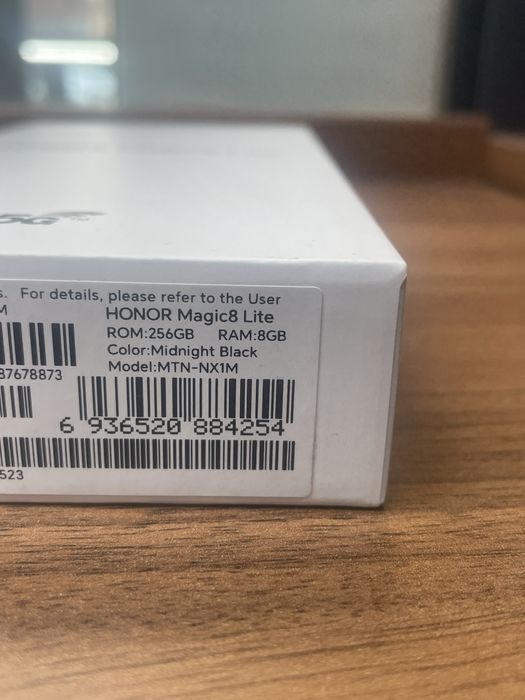 5G TM
s. For details, please refer to the User
M
HONOR Magic8 Lite
ROM:256GB RAM:8GB
Color:Midnight Black
Model:MTN-NX1M
87678873
6 936520 884254
523